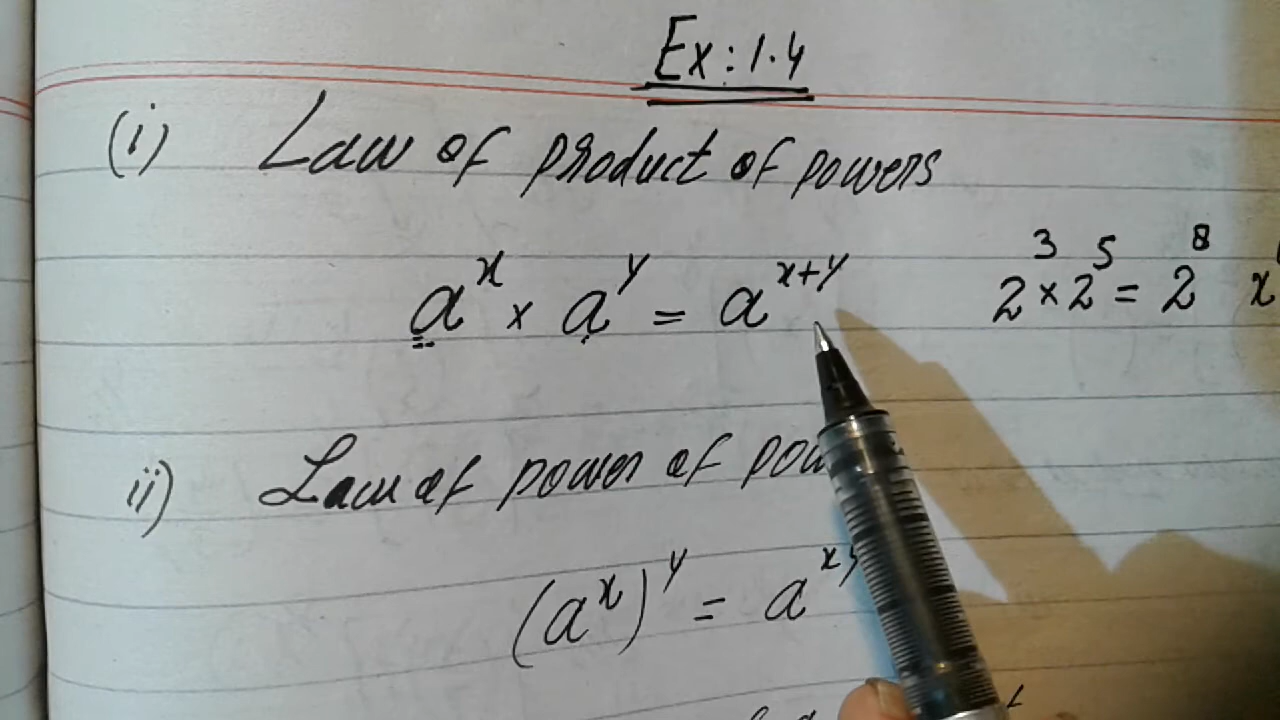 Ex: 1.4
(i) Law of product of powers
a^x × a^y = a^(x+y) 2^3 × 2^5 = 2^8 x
ii) Law of power of
(a^x)^y = a^xy